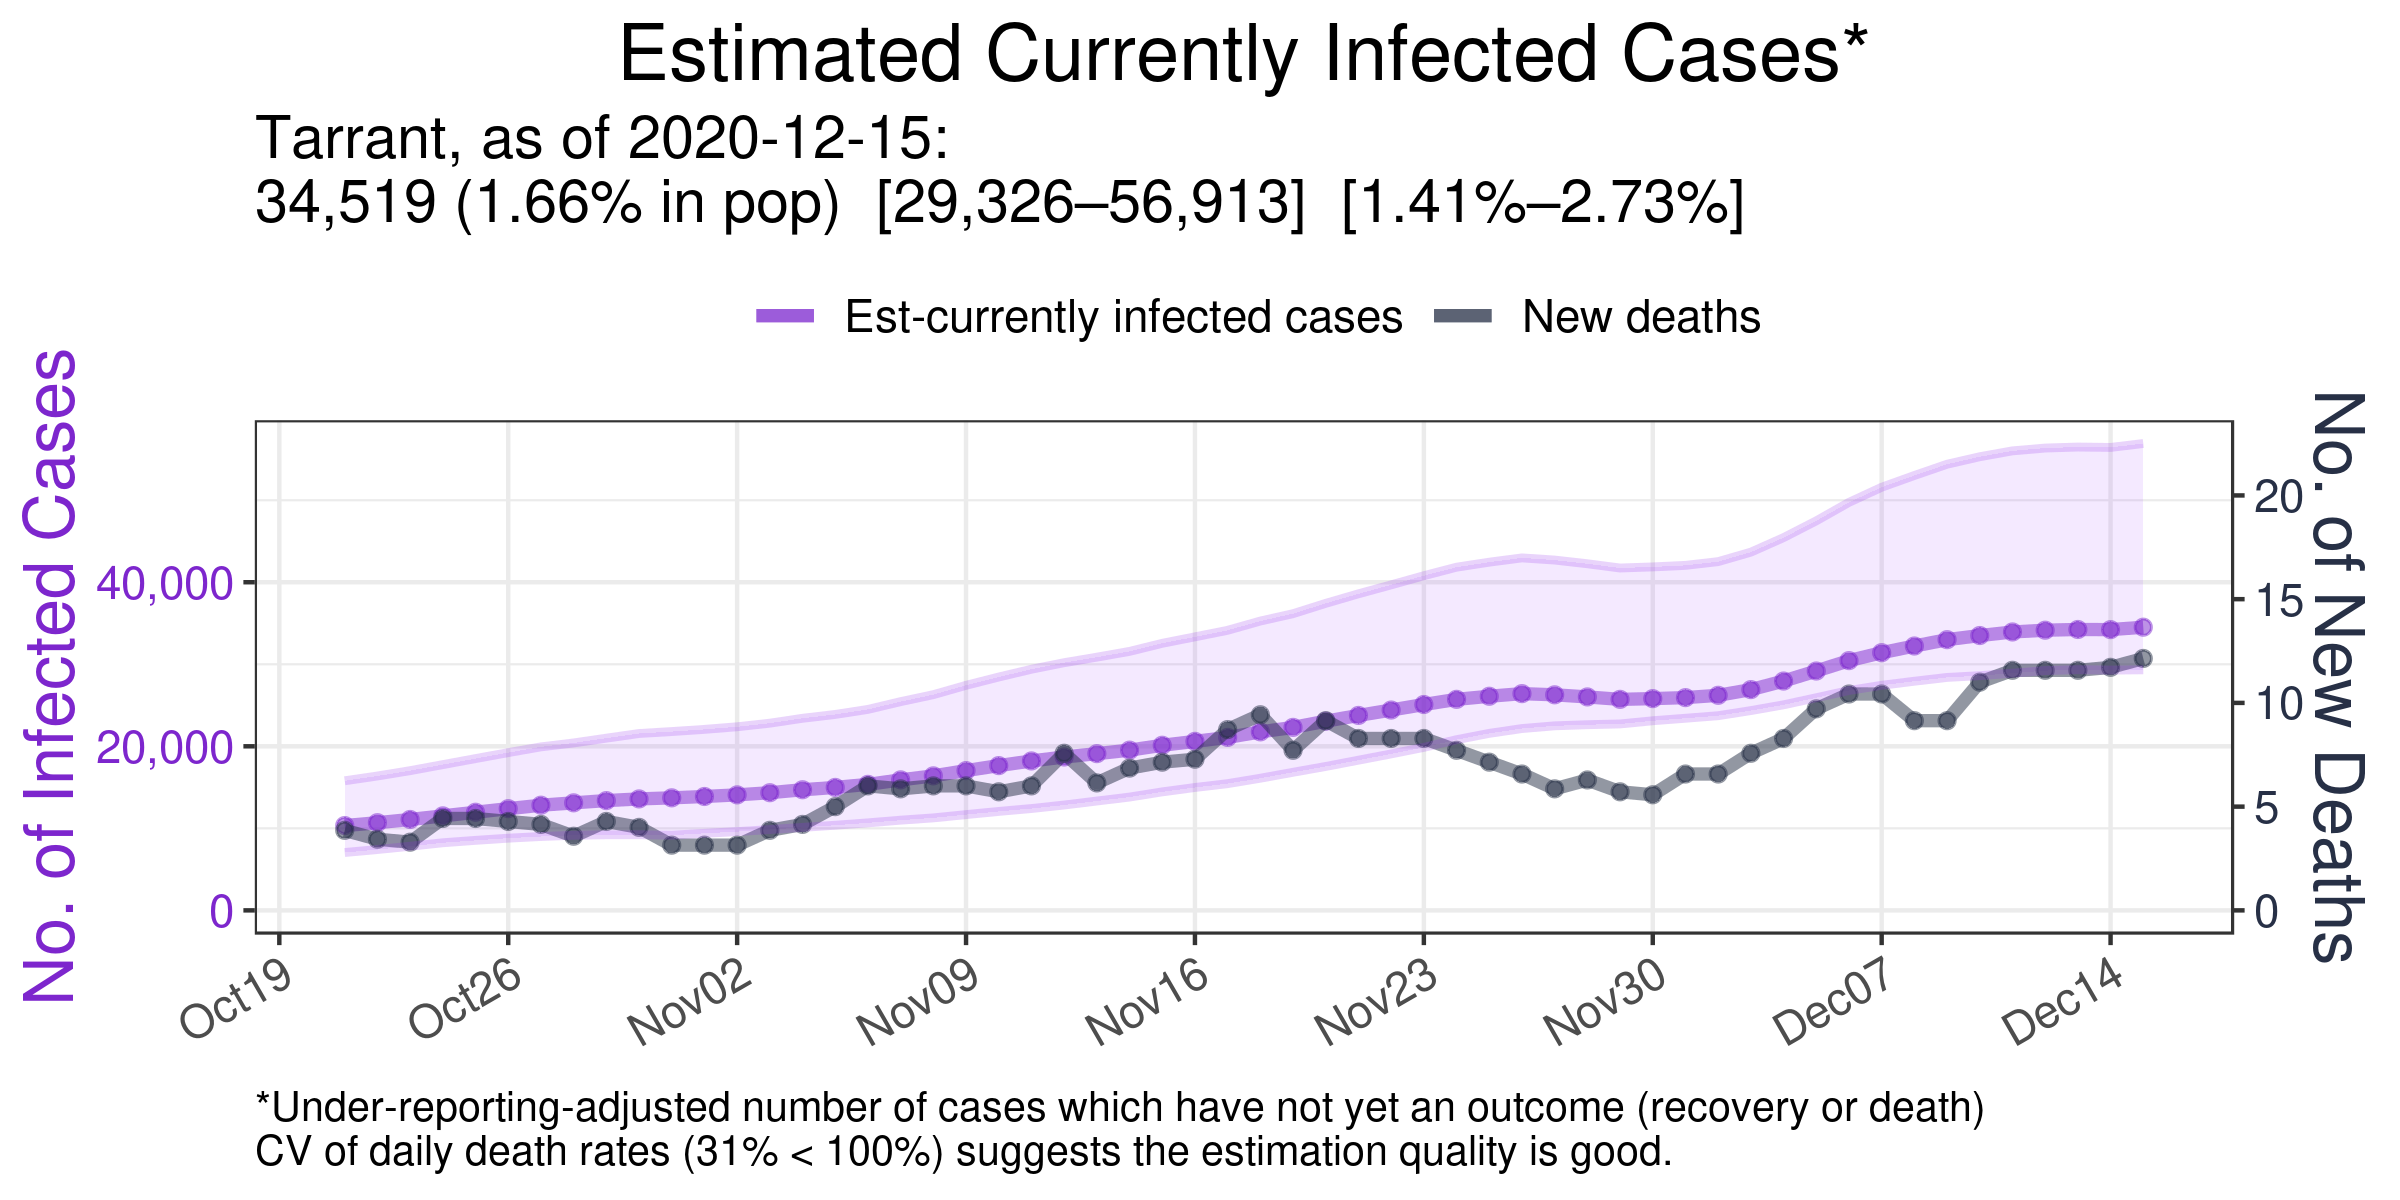 Estimated Currently Infected Cases*
Tarrant, as of 2020-12-15:
34,519 (1.66% in pop) [29,326–56,913] [1.41%–2.73%]
Est-currently infected cases
New deaths
No. of Infected Cases
40,000
20,000
0
No. of New Deaths
20
15
10
5
0
Oct19
Oct26
Nov02
Nov09
Nov16
Nov23
Nov30
Dec07
Dec14
*Under-reporting-adjusted number of cases which have not yet an outcome (recovery or death)
CV of daily death rates (31% < 100%) suggests the estimation quality is good.